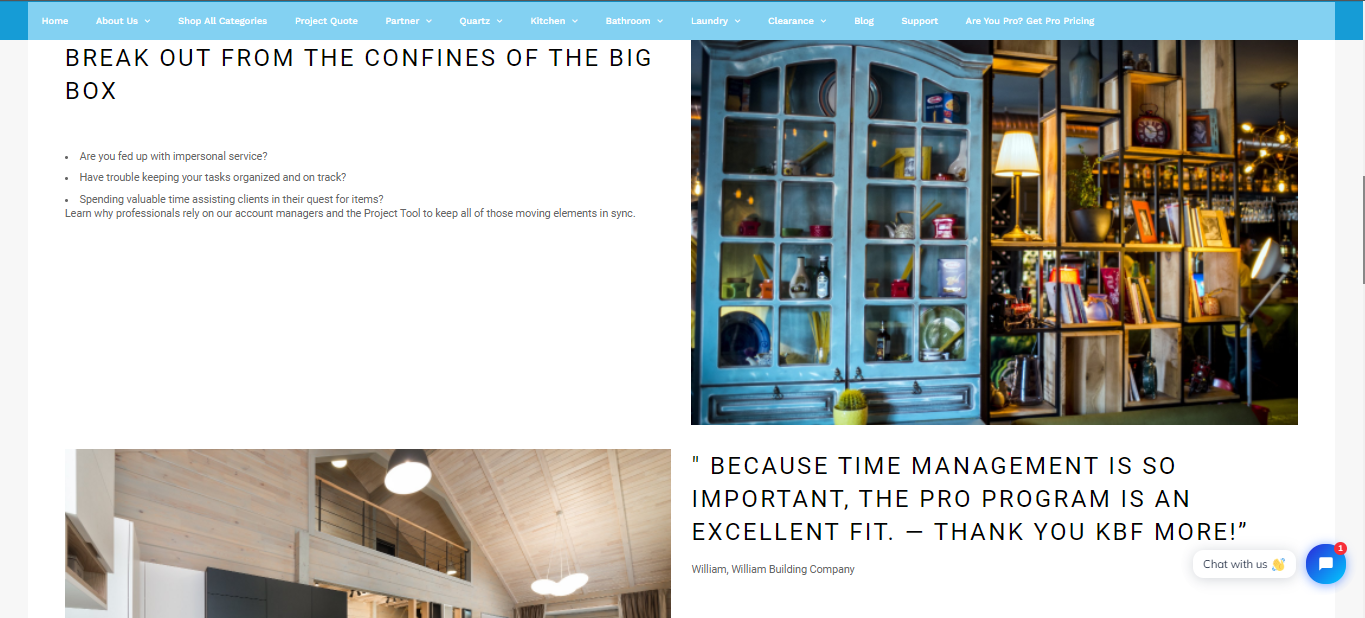 Home About Us Shop All Categories Project Quote Partner Quartz Kitchen Bathroom Laundry Clearance Blog Support Are You Pro? Get Pro Pricing
BREAK OUT FROM THE CONFINES OF THE BIG
BOX
• Are you fed up with impersonal service?
• Have trouble keeping your tasks organized and on track?
• Spending valuable time assisting clients in their quest for items?
Learn why professionals rely on our account managers and the Project Tool to keep all of those moving elements in sync.
" BECAUSE TIME MANAGEMENT IS SO
IMPORTANT, THE PRO PROGRAM IS AN
EXCELLENT FIT. — THANK YOU KBF MORE!”
William, William Building Company
Chat with us 👋
1